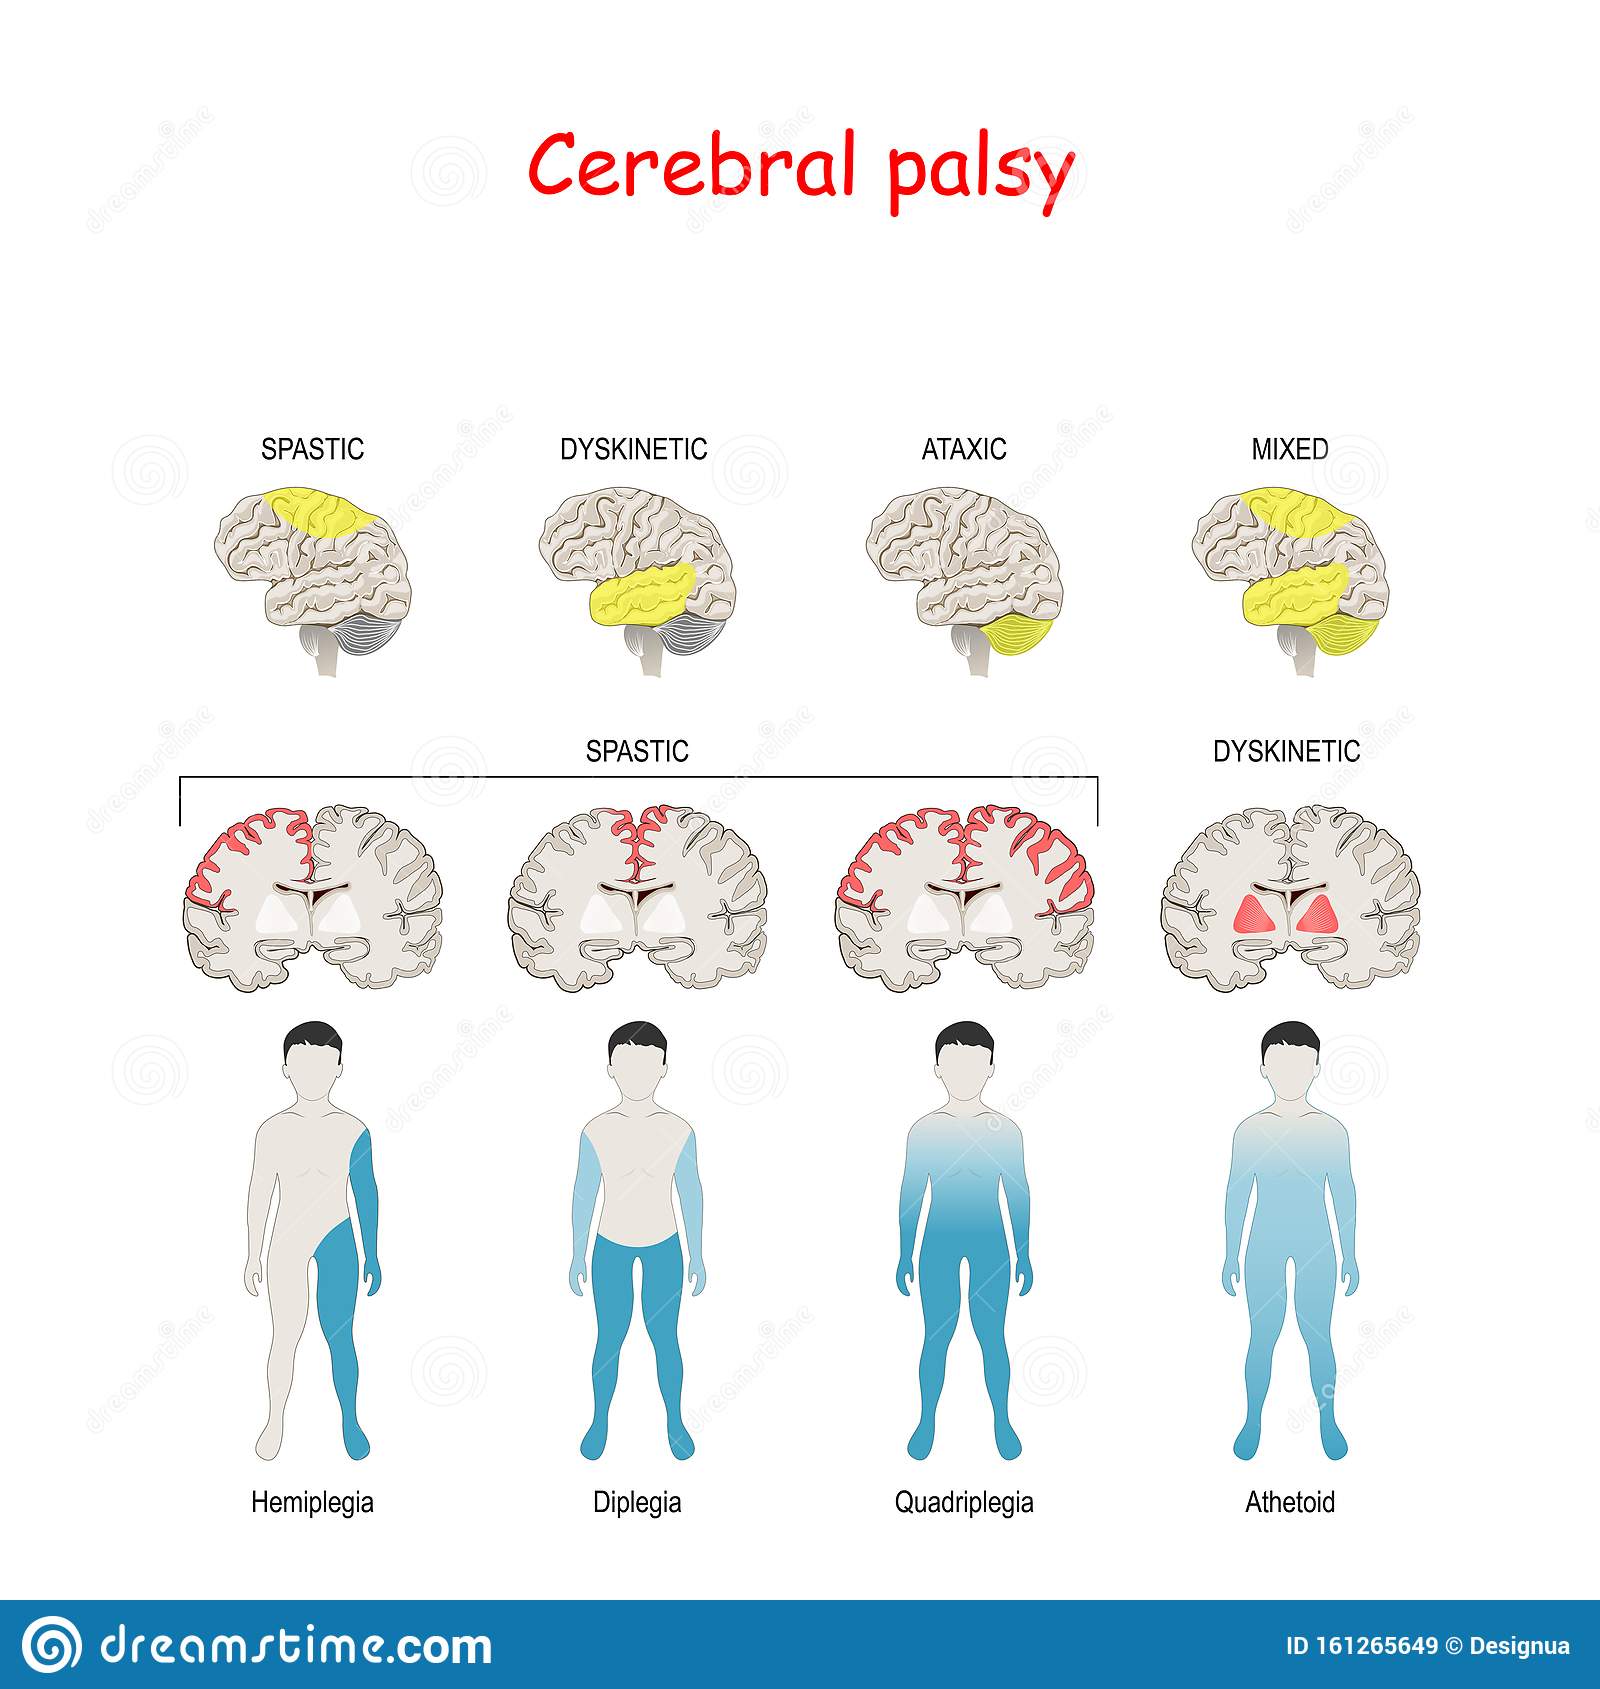 Cerebral palsy
SPASTIC DYSKINETIC ATAXIC MIXED
SPASTIC DYSKINETIC
Hemiplegia Diplegia Quadriplegia Athetoid
dreamstime.com ID 161265649 © Designua